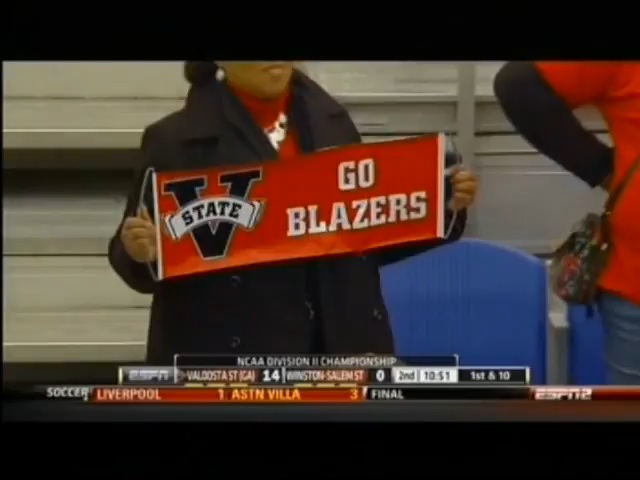 GO
BLAZERS
V
STATE
NCAA DIVISION II CHAMPIONSHIP
ESPN VALDOSTA ST (GA) 14 WINSTON-SALEM ST 0 2nd 10:51 1st & 10
SOCCER LIVERPOOL 1 ASTN VILLA 3 FINAL ESPN2